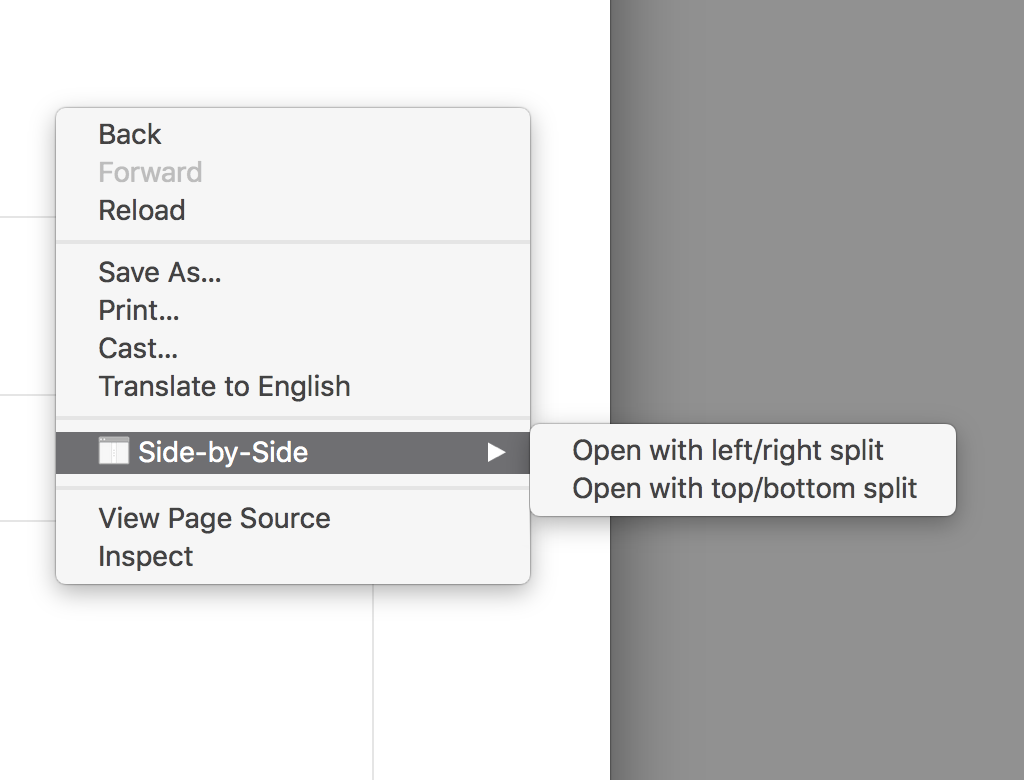 Back
Forward
Reload
Save As...
Print...
Cast...
Translate to English
Side-by-Side
Open with left/right split
Open with top/bottom split
View Page Source
Inspect